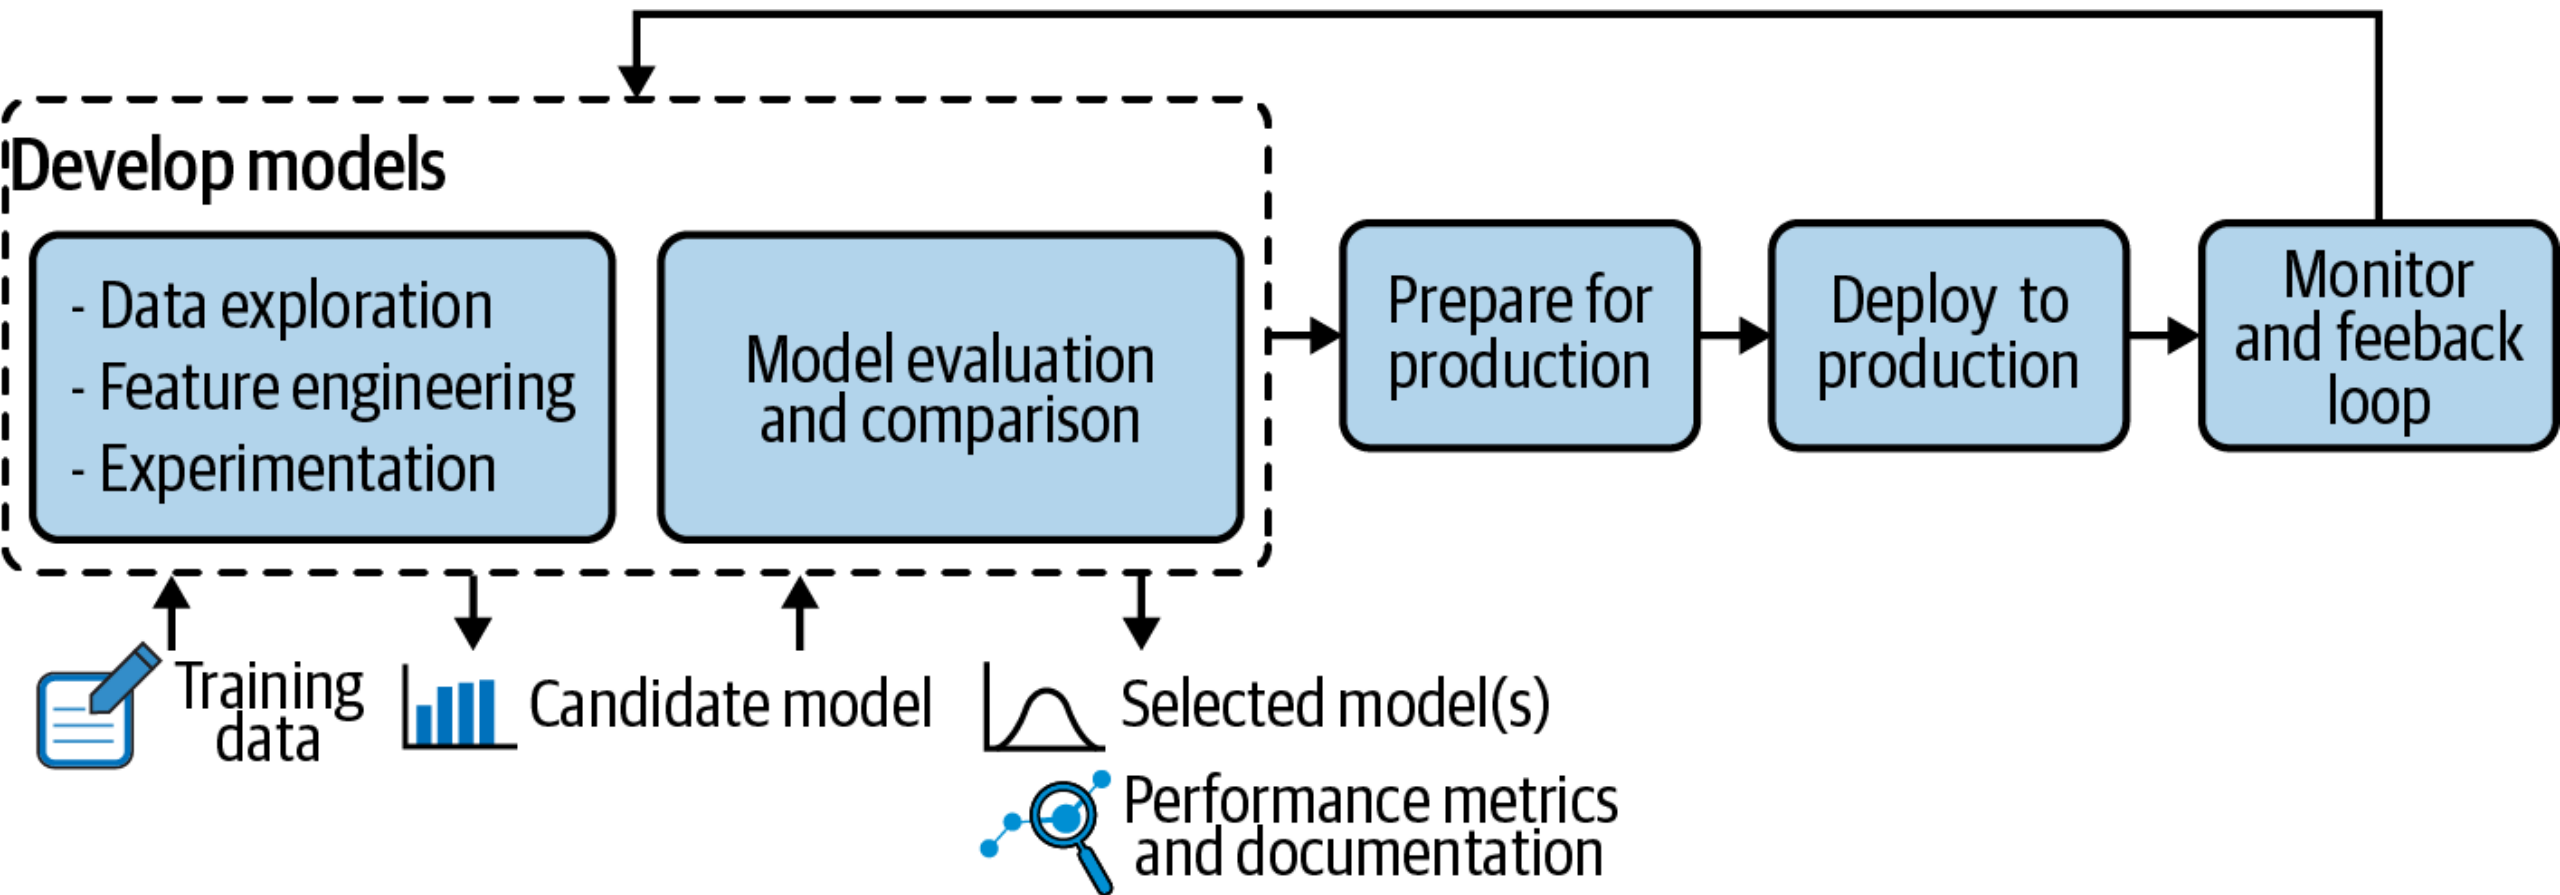 Develop models
- Data exploration
- Feature engineering
- Experimentation
Model evaluation
and comparison
Prepare for
production
Deploy to
production
Monitor
and feeback
loop
Training
data
Candidate model
Selected model(s)
Performance metrics
and documentation